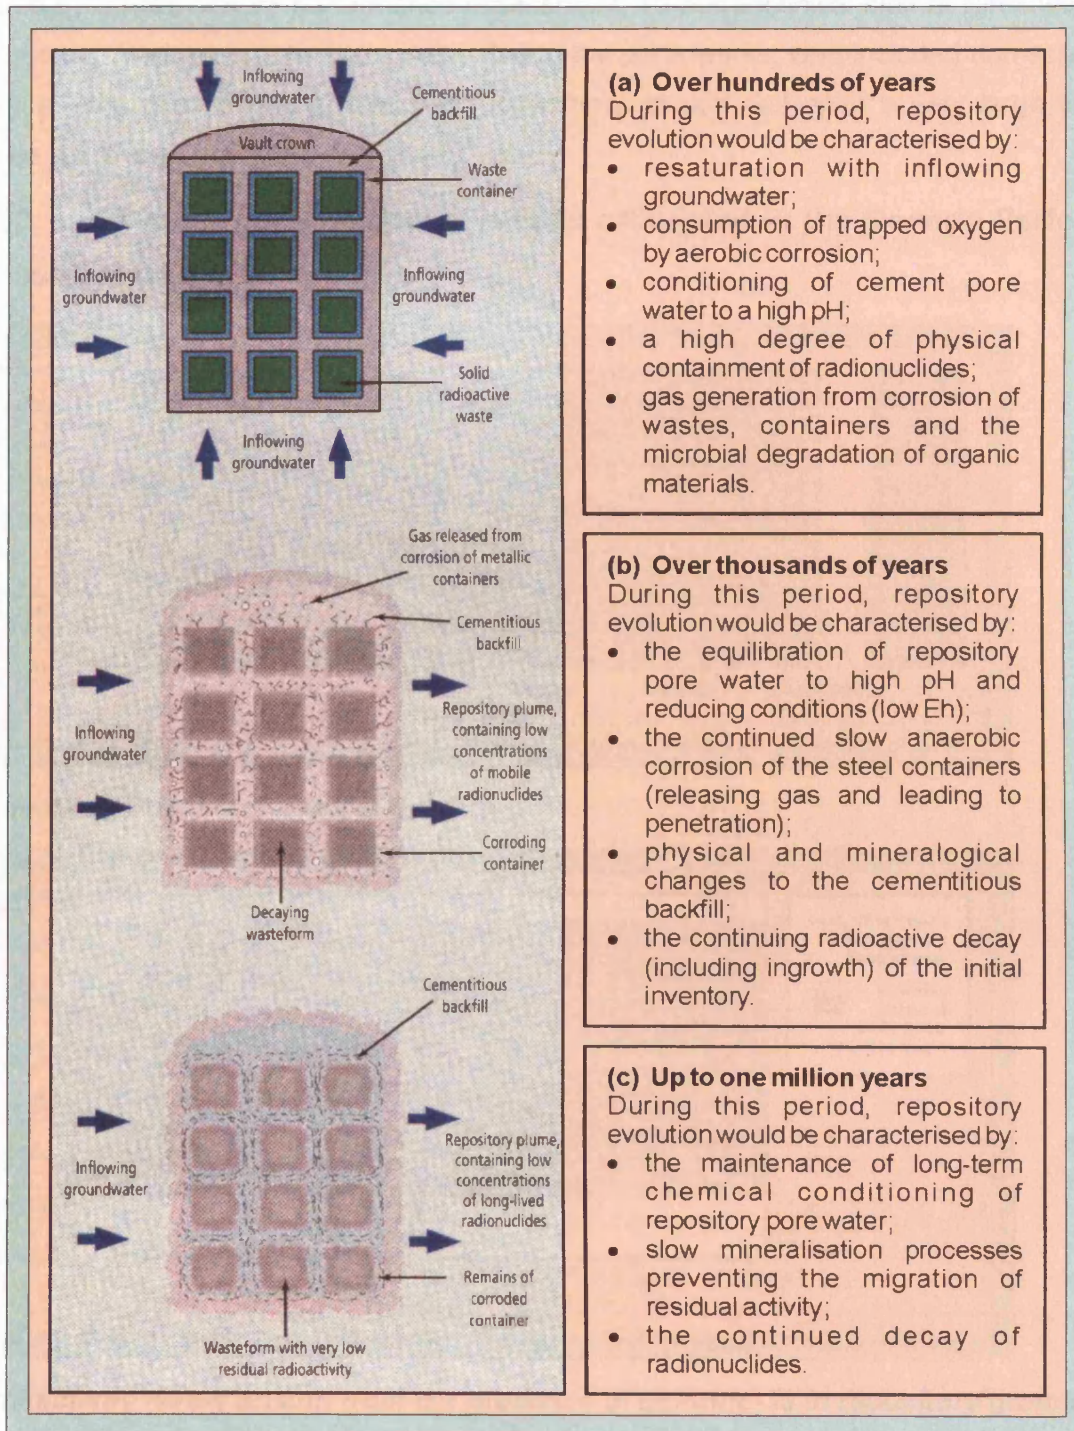 Inflowing
groundwater
Cementitious
backfill
Vault crown
Waste
container
Inflowing
groundwater
Inflowing
groundwater
Solid
radioactive
waste
Inflowing
groundwater
(a) Over hundreds of years
During this period, repository
evolution would be characterised by:
• resaturation with inflowing
groundwater;
• consumption of trapped oxygen
by aerobic corrosion;
• conditioning of cement pore
water to a high pH;
• a high degree of physical
containment of radionuclides;
• gas generation from corrosion of
wastes, containers and the
microbial degradation of organic
materials.
Gas released from
corrosion of metallic
containers
Cementitious
backfill
Inflowing
groundwater
Repository plume,
containing low
concentrations
of mobile
radionuclides
Corroding
container
Decaying
wasteform
(b) Over thousands of years
During this period, repository
evolution would be characterised by:
• the equilibration of repository
pore water to high pH and
reducing conditions (low Eh);
• the continued slow anaerobic
corrosion of the steel containers
(releasing gas and leading to
penetration);
• physical and mineralogical
changes to the cementitious
backfill;
• the continuing radioactive decay
(including ingrowth) of the initial
inventory.
Cementitious
backfill
Inflowing
groundwater
Repository plume,
containing low
concentrations
of long-lived
radionuclides
Remains of
corroded
container
Wasteform with very low
residual radioactivity
(c) Up to one million years
During this period, repository
evolution would be characterised by:
• the maintenance of long-term
chemical conditioning of
repository pore water;
• slow mineralisation processes
preventing the migration of
residual activity;
• the continued decay of
radionuclides.